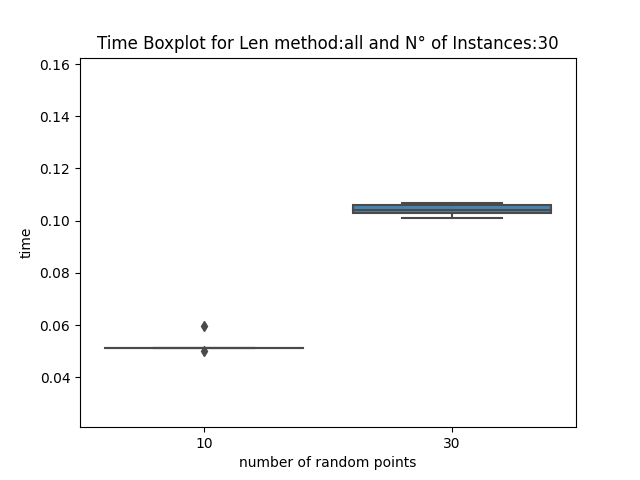 Time Boxplot for Len method:all and N° of Instances:30
0.16
0.14
0.12
0.10
0.08
0.06
0.04
time
10 30
number of random points